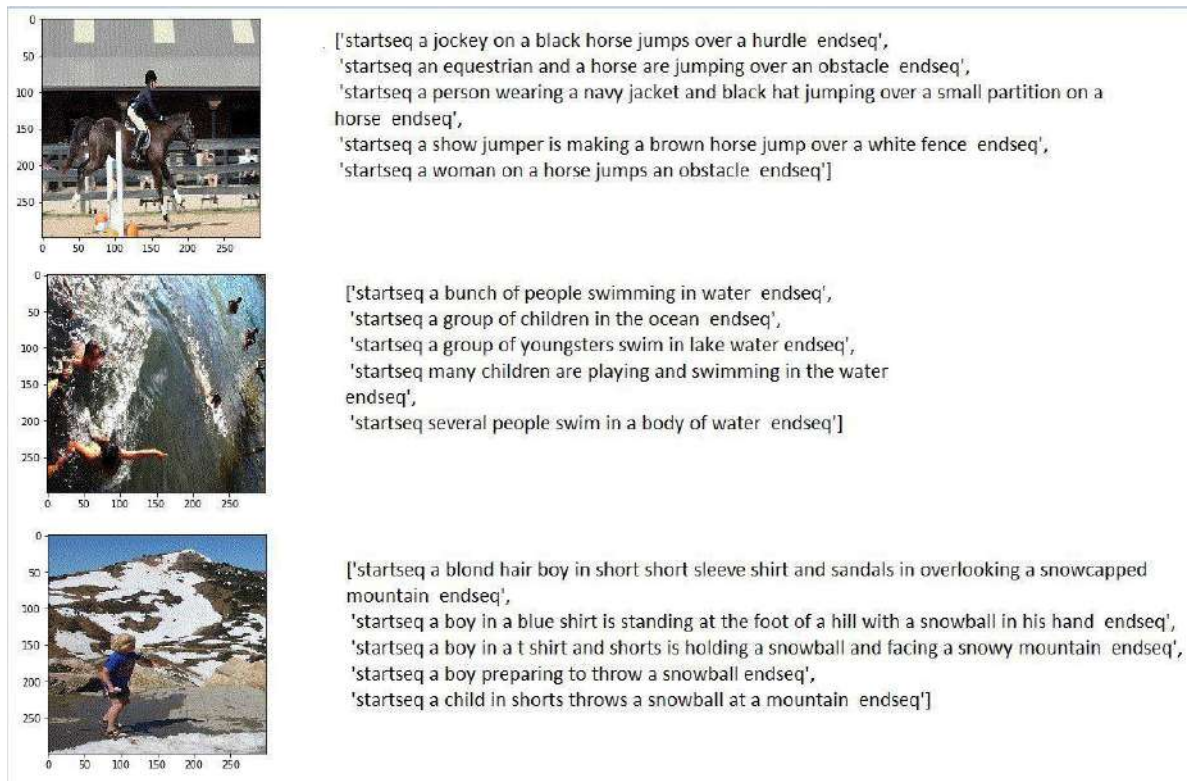 0
50
100
150
200
250
0 50 100 150 200 250
['startseq a jockey on a black horse jumps over a hurdle  endseq',
'startseq an equestrian and a horse are jumping over an obstacle  endseq',
'startseq a person wearing a navy jacket and black hat jumping over a small partition on a
horse  endseq',
'startseq a show jumper is making a brown horse jump over a white fence  endseq',
'startseq a woman on a horse jumps an obstacle  endseq']
0
50
100
150
200
250
0 50 100 150 200 250
['startseq a bunch of people swimming in water  endseq',
'startseq a group of children in the ocean  endseq',
'startseq a group of youngsters swim in lake water endseq',
'startseq many children are playing and swimming in the water
endseq',
'startseq several people swim in a body of water  endseq']
0
50
100
150
200
250
0 50 100 150 200 250
['startseq a blond hair boy in short short sleeve shirt and sandals in overlooking a snowcapped
mountain  endseq',
'startseq a boy in a blue shirt is standing at the foot of a hill with a snowball in his hand  endseq',
'startseq a boy in a t shirt and shorts is holding a snowball and facing a snowy mountain  endseq',
'startseq a boy preparing to throw a snowball endseq',
'startseq a child in shorts throws a snowball at a mountain  endseq']